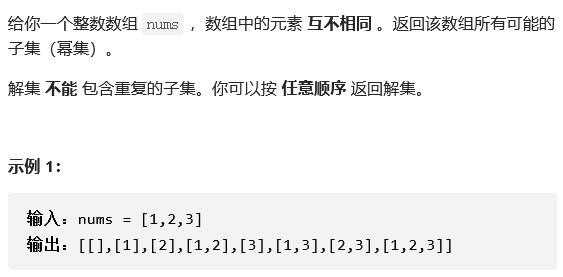 给你一个整数数组 nums ，数组中的元素 互不相同 。返回该数组所有可能的
子集（幂集）。
解集 不能 包含重复的子集。你可以按 任意顺序 返回解集。
示例 1：
输入：nums = [1,2,3]
输出：[[],[1],[2],[1,2],[3],[1,3],[2,3],[1,2,3]]